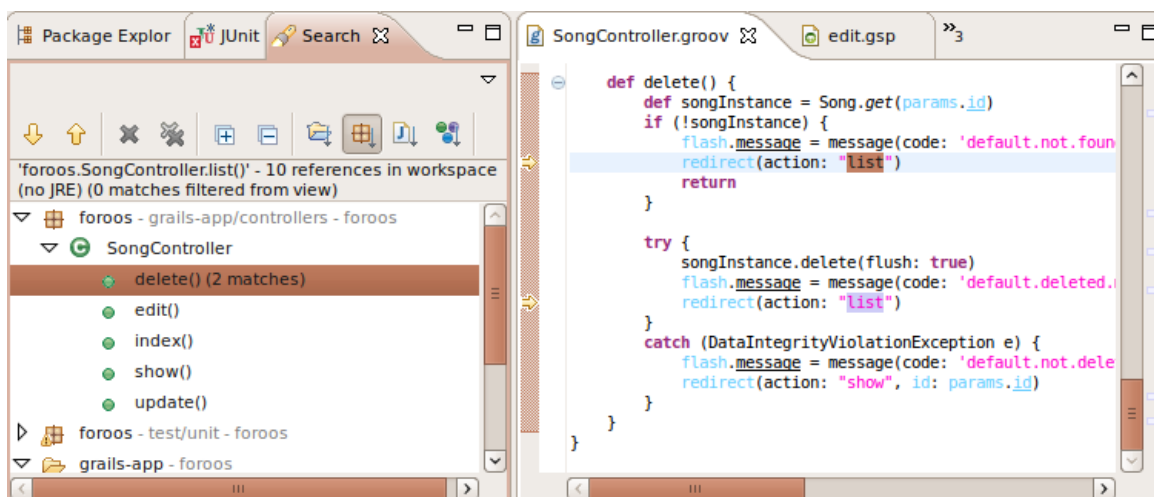 Package Explor JUnit Search
'foroos.SongController.list()' - 10 references in workspace
(no JRE) (0 matches filtered from view)
foroos - grails-app/controllers - foroos
SongController
delete() (2 matches)
edit()
index()
show()
update()
foroos - test/unit - foroos
grails-app - foroos
SongController.groov edit.gsp »3
def delete() {
def songInstance = Song.get(params.id)
if (!songInstance) {
flash.message = message(code: 'default.not.foun
redirect(action: "list")
return
}
try {
songInstance.delete(flush: true)
flash.message = message(code: 'default.deleted.
redirect(action: "list")
}
catch (DataIntegrityViolationException e) {
flash.message = message(code: 'default.not.dele
redirect(action: "show", id: params.id)
}
}
}